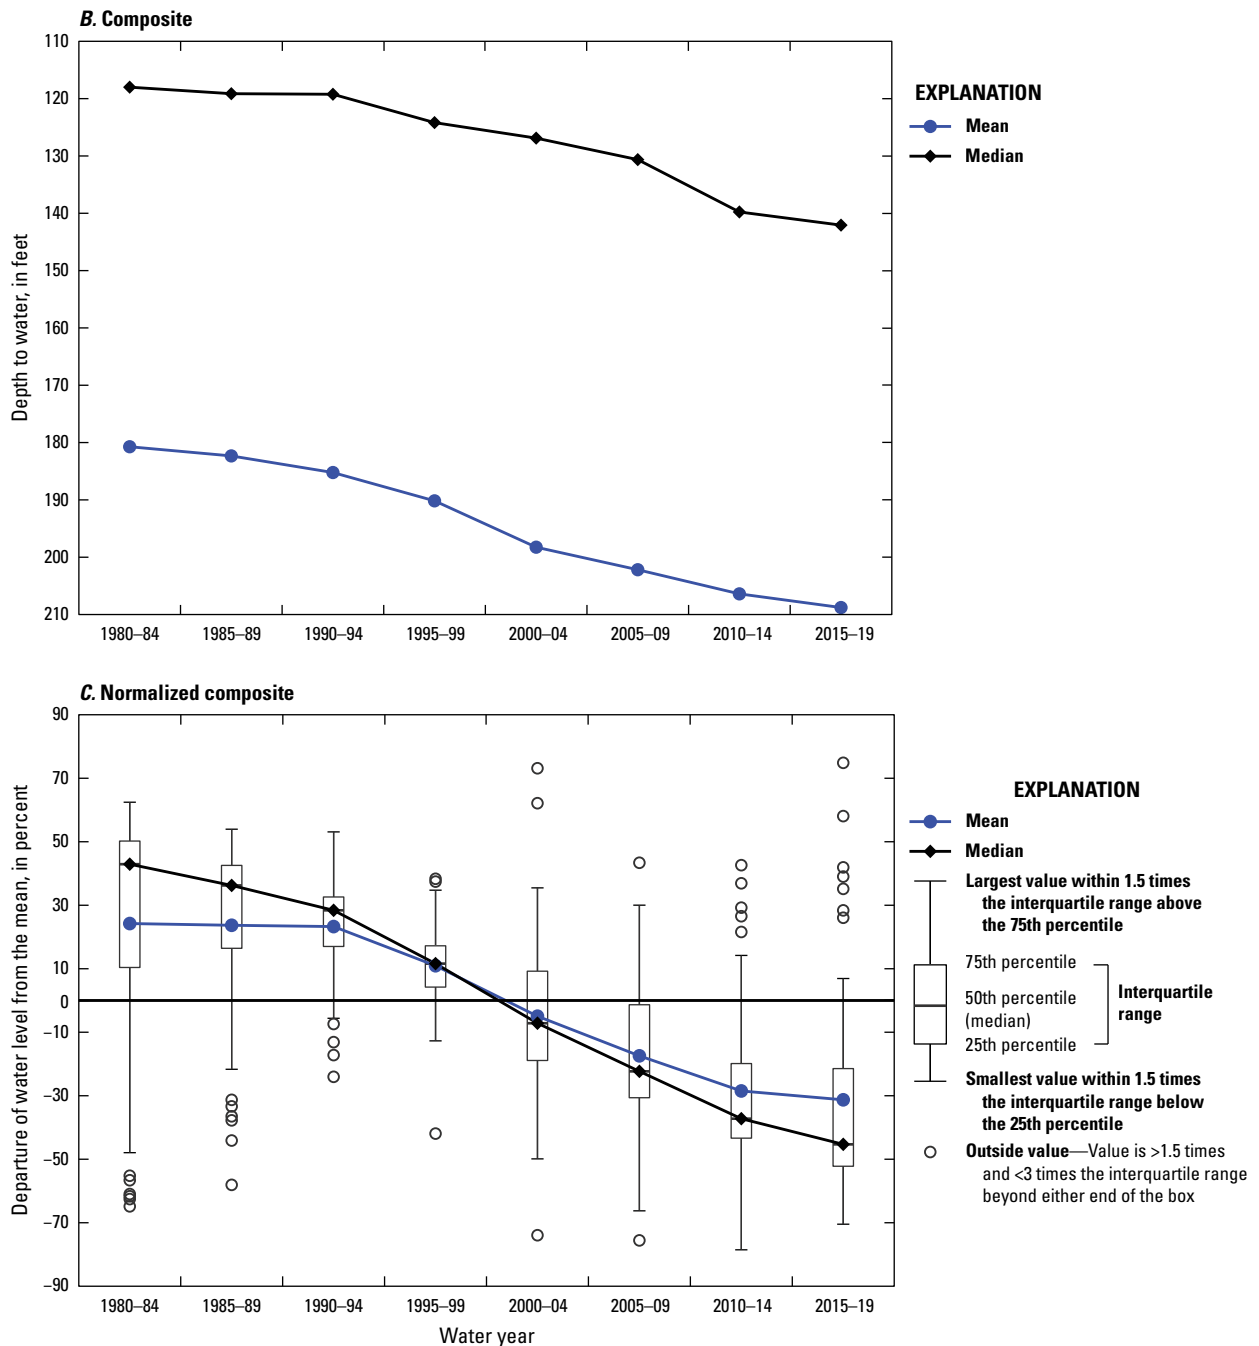 B. Composite
110
120
130
140
150
160
170
180
190
200
210
Depth to water, in feet
1980–84 1985–89 1990–94 1995–99 2000–04 2005–09 2010–14 2015–19
EXPLANATION
Mean
Median
C. Normalized composite
90
70
50
30
10
0
–10
–30
–50
–70
–90
Departure of water level from the mean, in percent
1980–84 1985–89 1990–94 1995–99 2000–04 2005–09 2010–14 2015–19
Water year
EXPLANATION
Mean
Median
Largest value within 1.5 times
the interquartile range above
the 75th percentile
75th percentile
50th percentile
(median)
25th percentile
Interquartile
range
Smallest value within 1.5 times
the interquartile range below
the 25th percentile
Outside value—Value is >1.5 times
and <3 times the interquartile range
beyond either end of the box